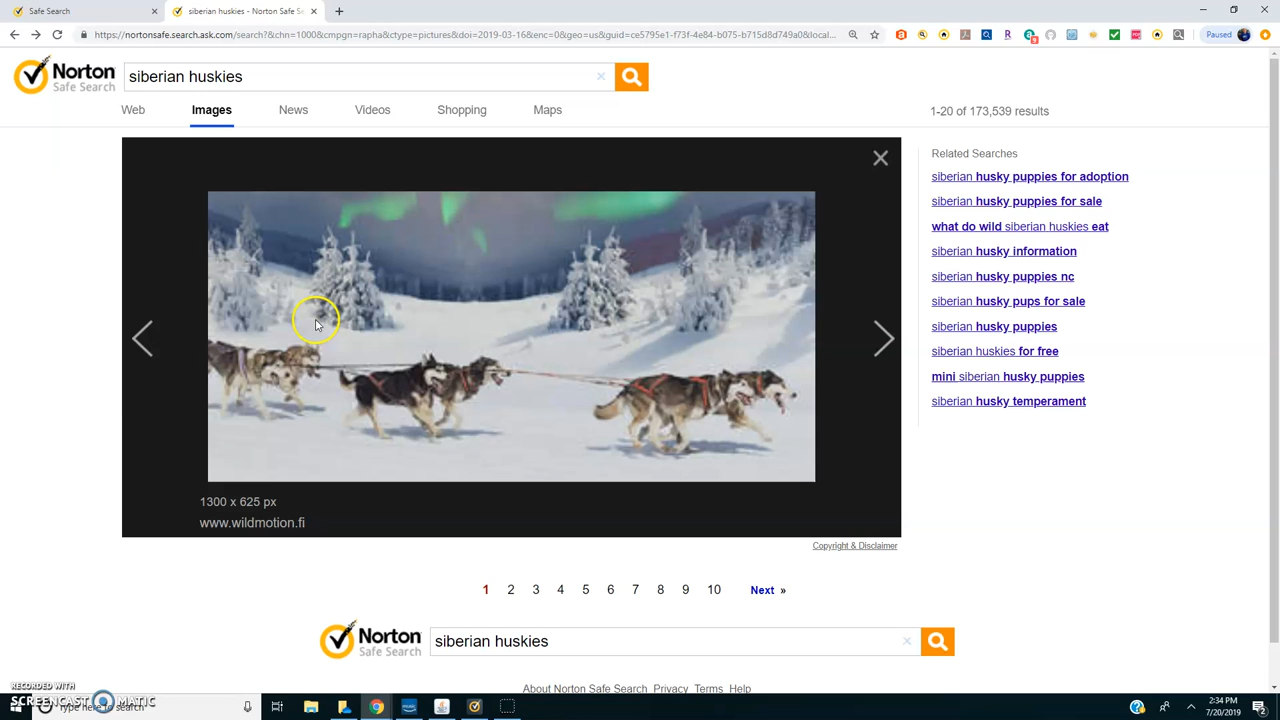 Safe Search
siberian huskies - Norton Safe Se
https://nortonsafe.search.ask.com/search?&chn=1000&cmpgn=rapha&ctype=pictures&doi=2019-03-16&enc=0&geo=us&guid=ce5795e1-f73f-4e84-b075-b715d8d749a0&local...
Paused
Norton
Safe Search
siberian huskies
Web
Images
News
Videos
Shopping
Maps
1-20 of 173,539 results
1300 x 625 px
www.wildmotion.fi
Copyright & Disclaimer
Related Searches
siberian husky puppies for adoption
siberian husky puppies for sale
what do wild siberian huskies eat
siberian husky information
siberian husky puppies nc
siberian husky pups for sale
siberian husky puppies
siberian huskies for free
mini siberian husky puppies
siberian husky temperament
1 2 3 4 5 6 7 8 9 10 Next »
Norton
Safe Search
siberian huskies
About Norton Safe Search Privacy Terms Help
RECORDED WITH
SCREENCAST MATIC
Type here to search
2:34 PM
7/20/2019